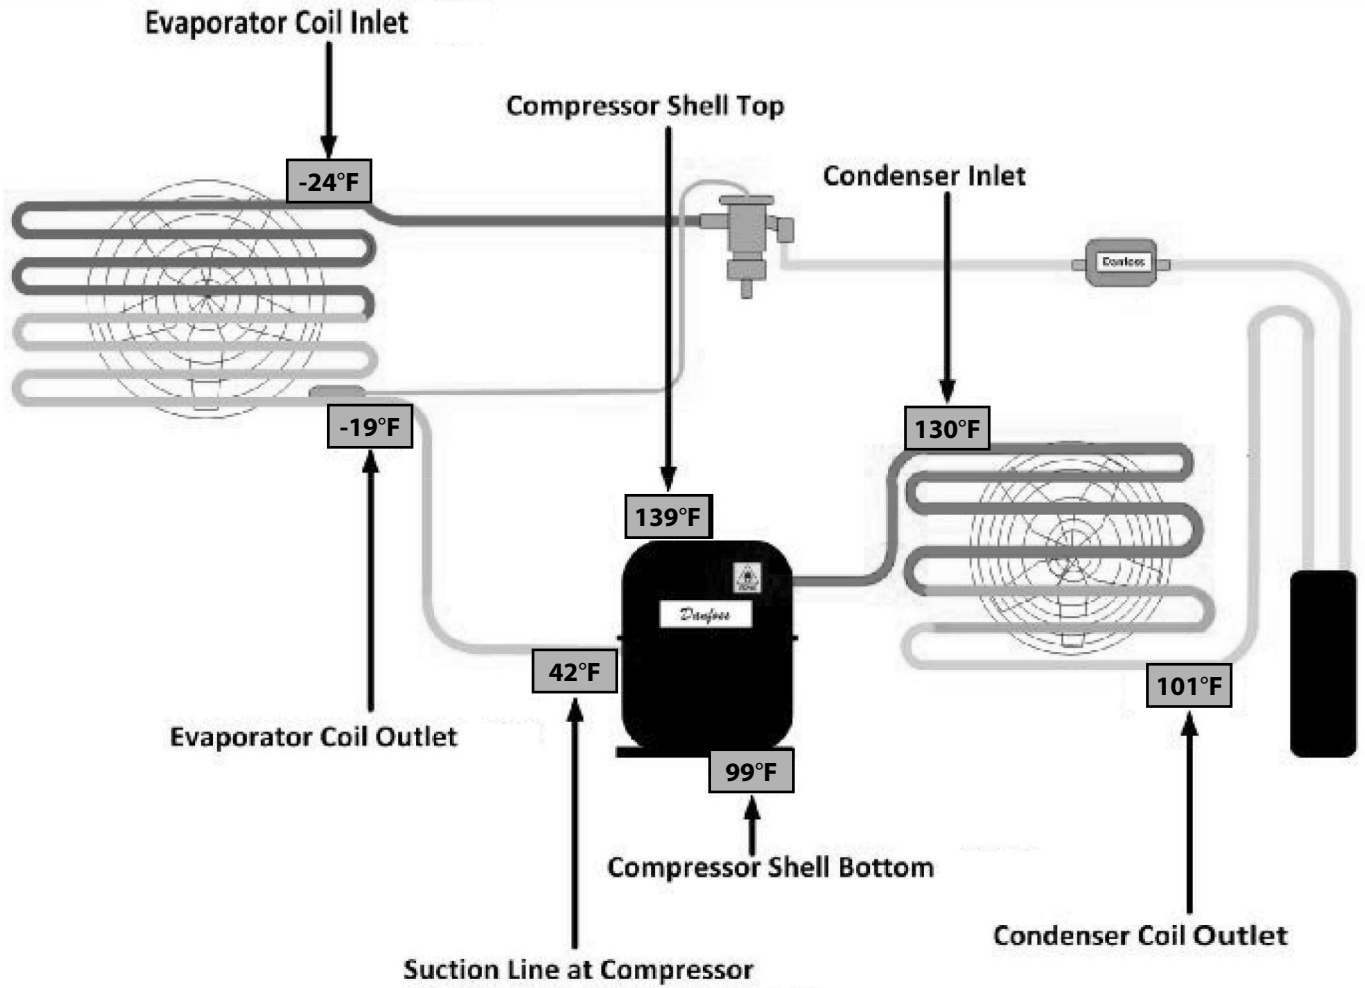 Evaporator Coil Inlet
Compressor Shell Top
-24°F
Condenser Inlet
Danfoss
-19°F
130°F
139°F
Danfoss
42°F
101°F
Evaporator Coil Outlet
99°F
Compressor Shell Bottom
Condenser Coil Outlet
Suction Line at Compressor